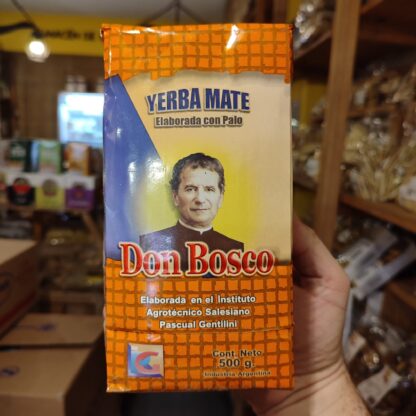 YERBA MATE
Elaborada con Palo
Don Bosco
Elaborada en el Instituto
Agrotécnico Salesiano
Pascual Gentilini
Cont. Neto
500 g.
Industria Argentina